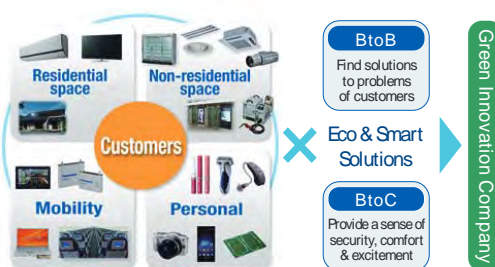 Residential
space
Non-residential
space
Customers
Mobility
Personal
BtoB
Find solutions
to problems
of customers
Eco & Smart
Solutions
BtoC
Provide a sense of
security, comfort
& excitement
Green Innovation Company